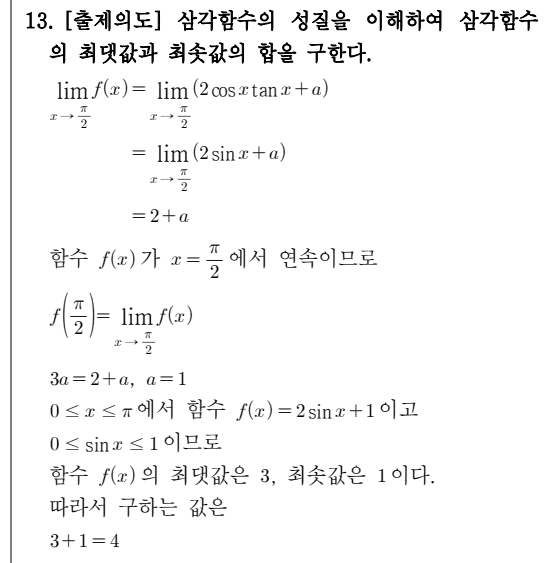 13. [출제의도] 삼각함수의 성질을 이해하여 삼각함수
의 최댓값과 최솟값의 합을 구한다.
lim_{x→π/2} f(x) = lim_{x→π/2} (2cos x tan x + a)
= lim_{x→π/2} (2 sin x + a)
= 2 + a
함수 f(x)가 x = π/2 에서 연속이므로
f(π/2) = lim_{x→π/2} f(x)
3a = 2 + a, a = 1
0 ≤ x ≤ π에서 함수 f(x) = 2 sin x + 1이고
0 ≤ sin x ≤ 1이므로
함수 f(x)의 최댓값은 3, 최솟값은 1이다.
따라서 구하는 값은
3 + 1 = 4